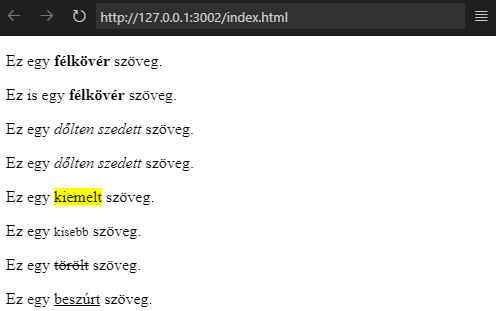 http://127.0.0.1:3002/index.html
Ez egy félkövér szöveg.
Ez is egy félkövér szöveg.
Ez egy dőlten szedett szöveg.
Ez egy dőlten szedett szöveg.
Ez egy kiemelt szöveg.
Ez egy kisebb szöveg.
Ez egy törölt szöveg.
Ez egy beszúrt szöveg.